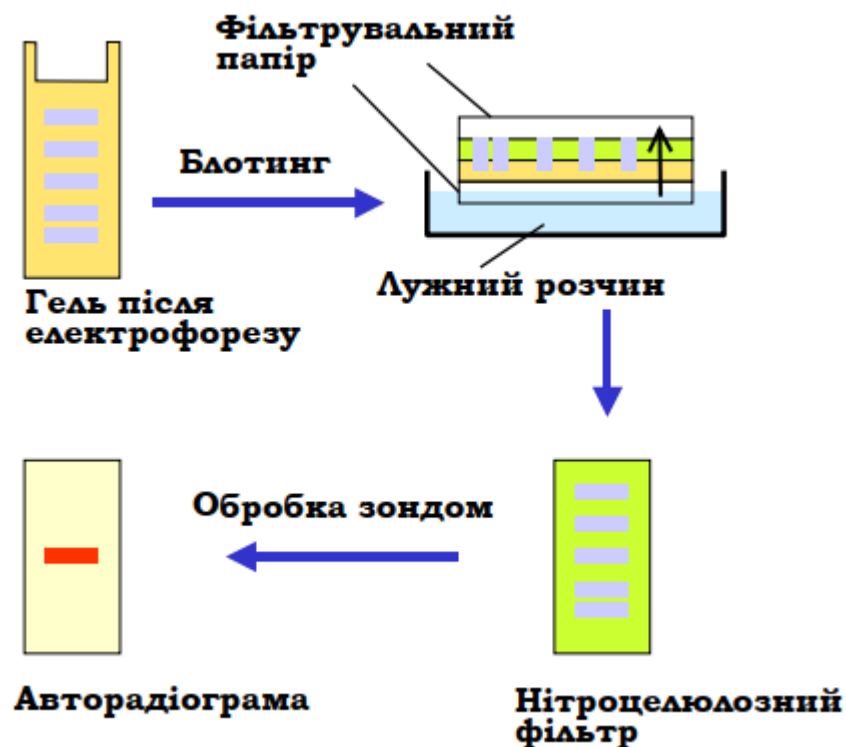 Фільтрувальний
папір
Блотинг
Гель після
електрофорезу
Лужний розчин
Обробка зондом
Авторадіограма
Нітроцелюлозний
фільтр